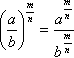 (a/b)^(m/n) = a^(m/n) / b^(m/n)